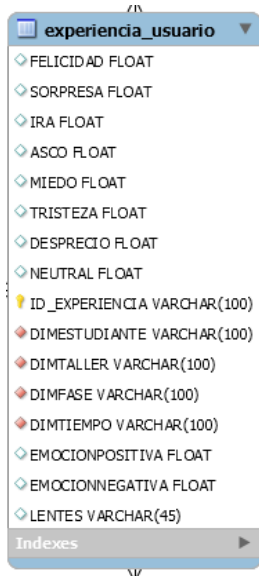 experiencia_usuario
FELICIDAD FLOAT
SORPRESA FLOAT
IRA FLOAT
ASCO FLOAT
MIEDO FLOAT
TRISTEZA FLOAT
DESPRECIO FLOAT
NEUTRAL FLOAT
ID_EXPERIENCIA VARCHAR(100)
DIMESTUDIANTE VARCHAR(100)
DIMTALLER VARCHAR(100)
DIMFASE VARCHAR(100)
DIMTIEMPO VARCHAR(100)
EMOCIONPOSITIVA FLOAT
EMOCIONNEGATIVA FLOAT
LENTES VARCHAR(45)
Indexes